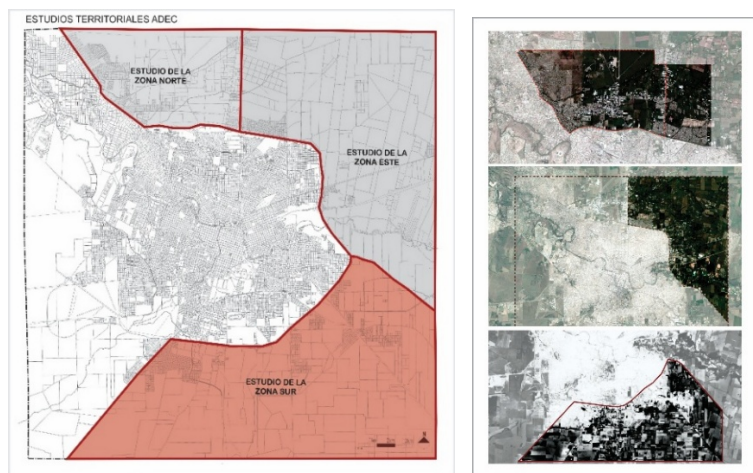 ESTUDIOS TERRITORIALES ADEC
ESTUDIO DE LA
ZONA NORTE
ESTUDIO DE LA
ZONA ESTE
ESTUDIO DE LA
ZONA SUR